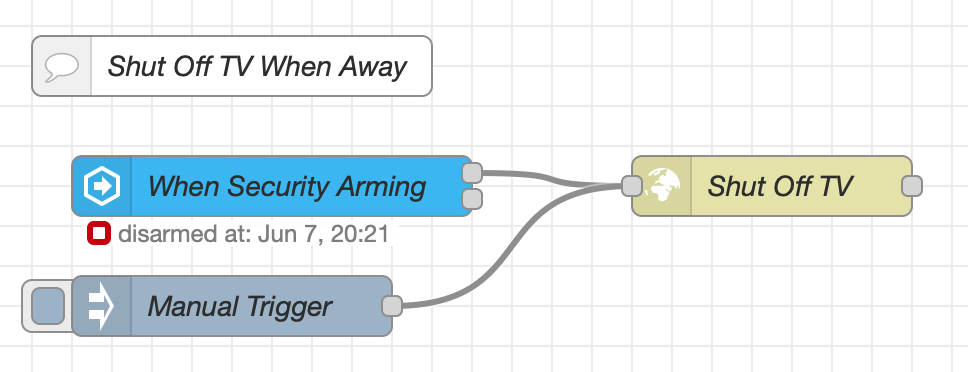 Shut Off TV When Away
When Security Arming
Shut Off TV
disarmed at: Jun 7, 20:21
Manual Trigger